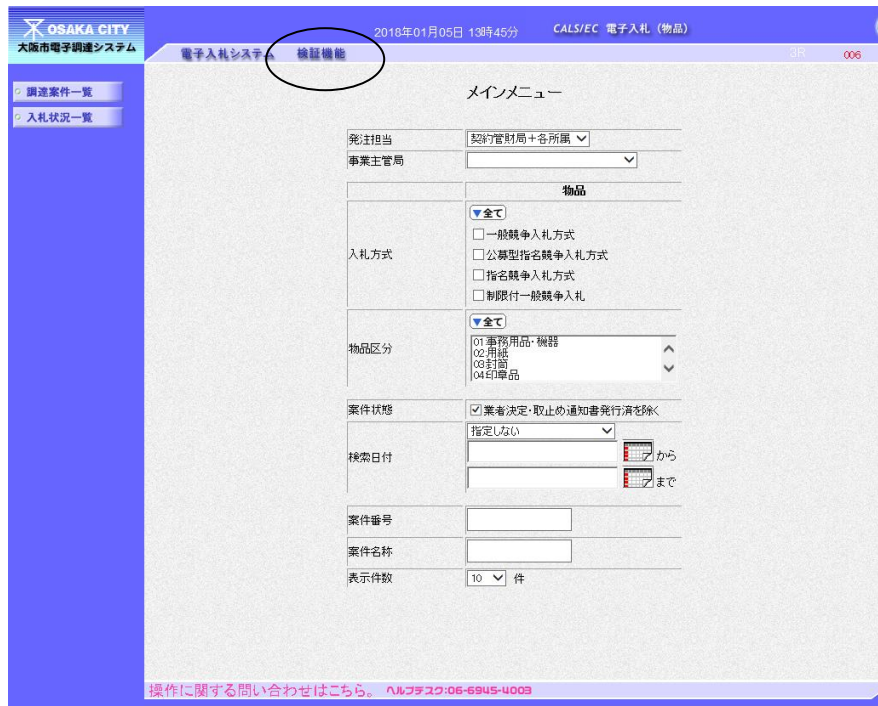 OSAKA CITY
大阪市電子調達システム
2018年01月05日 13時45分
CALS/EC 電子入札（物品）
電子入札システム 検証機能
3R
006
調達案件一覧
入札状況一覧
メインメニュー
発注担当 契約管財局＋各所属
事業主管局
物品
入札方式
▼全て
一般競争入札方式
公募型指名競争入札方式
指名競争入札方式
制限付一般競争入札
物品区分
▼全て
01事務用品・機器
02用紙
03封筒
04印章品
案件状態 業者決定・取止め通知書発行済を除く
検索日付
指定しない
から
まで
案件番号
案件名称
表示件数 10 件
操作に関する問い合わせはこちら。 ヘルプデスク:06-6945-4003